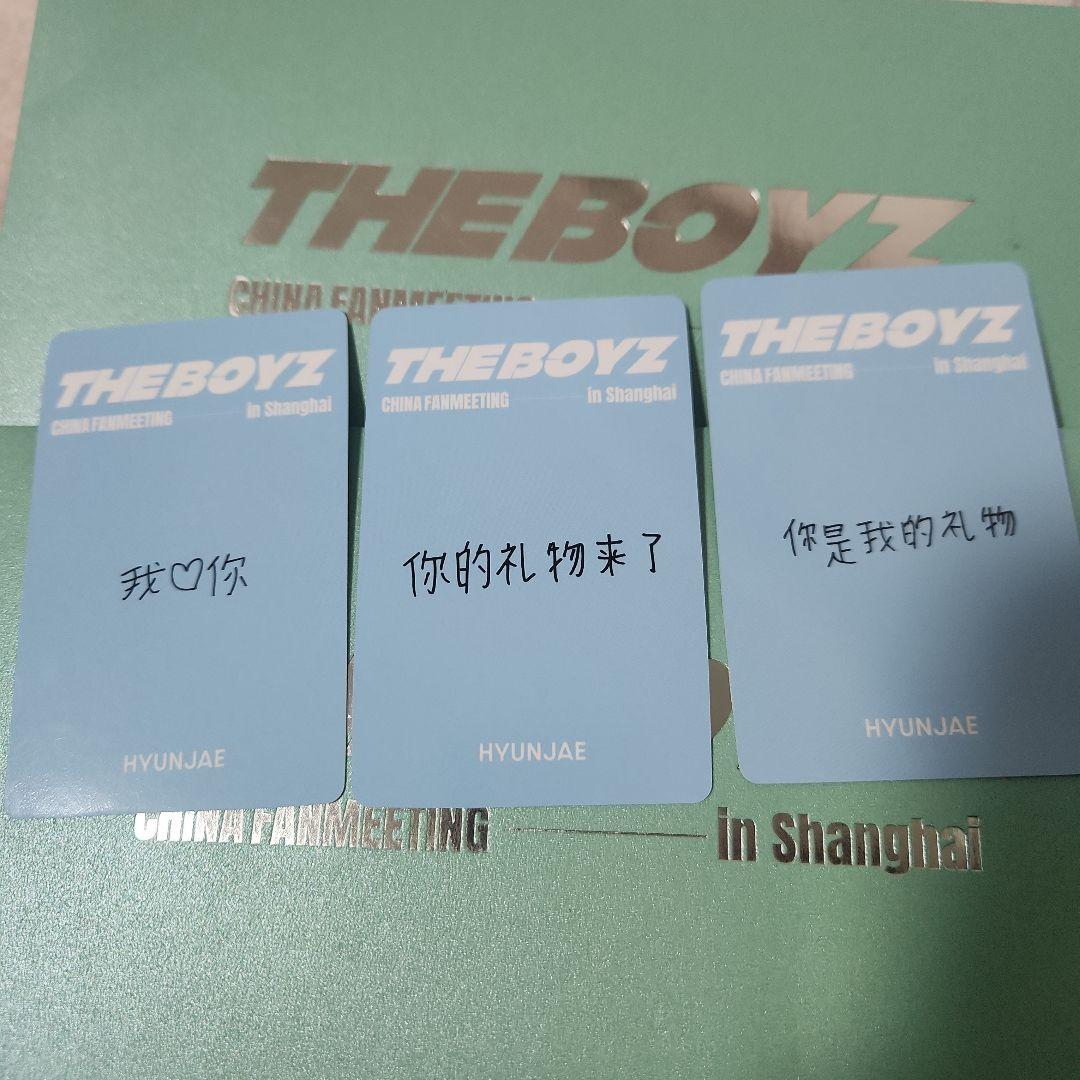 THEBOYZ
CHINA FANMEETING
THEBOYZ
CHINA FANMEETING in Shanghai
我♡你
HYUNJAE
THEBOYZ
CHINA FANMEETING in Shanghai
你的礼物来了
HYUNJAE
THEBOYZ
CHINA FANMEETING in Shanghai
你是我的礼物
HYUNJAE
CHINA FANMEETING in Shanghai